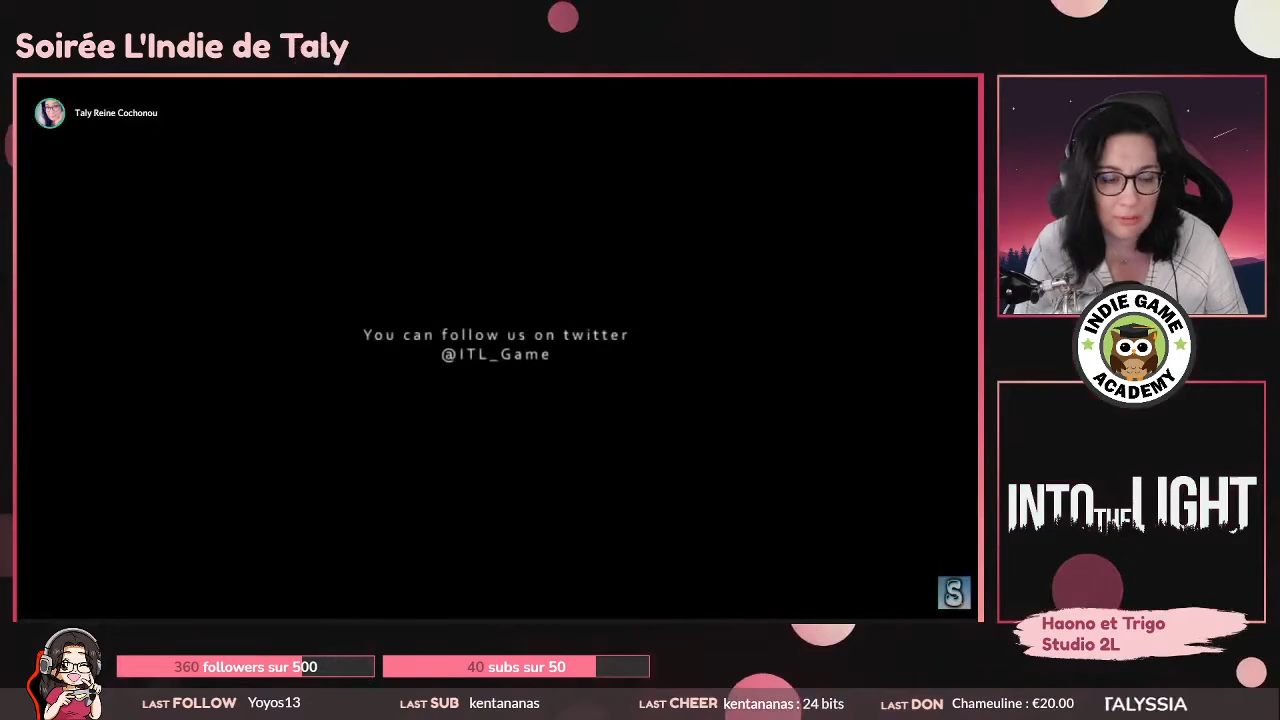 Soirée L'Indie de Taly
Taly Reine Cochonou
You can follow us on twitter
@ITL_Game
S
INDIE GAME
ACADEMY
INTO THE LIGHT
Haono et Trigo
Studio 2L
360 followers sur 500
40 subs sur 50
LAST FOLLOW Yoyos13
LAST SUB kentananas
LAST CHEER kentananas : 24 bits
LAST DON Chameuline : €20.00
TALYSSIA